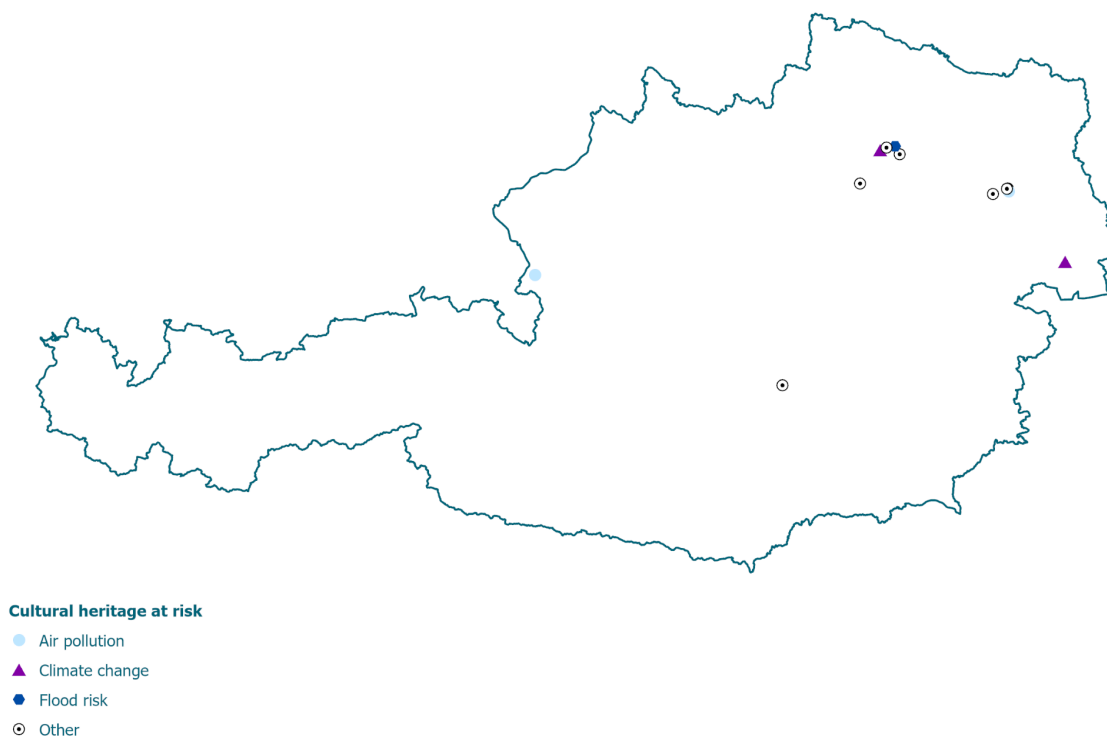 Cultural heritage at risk
Air pollution
Climate change
Flood risk
Other